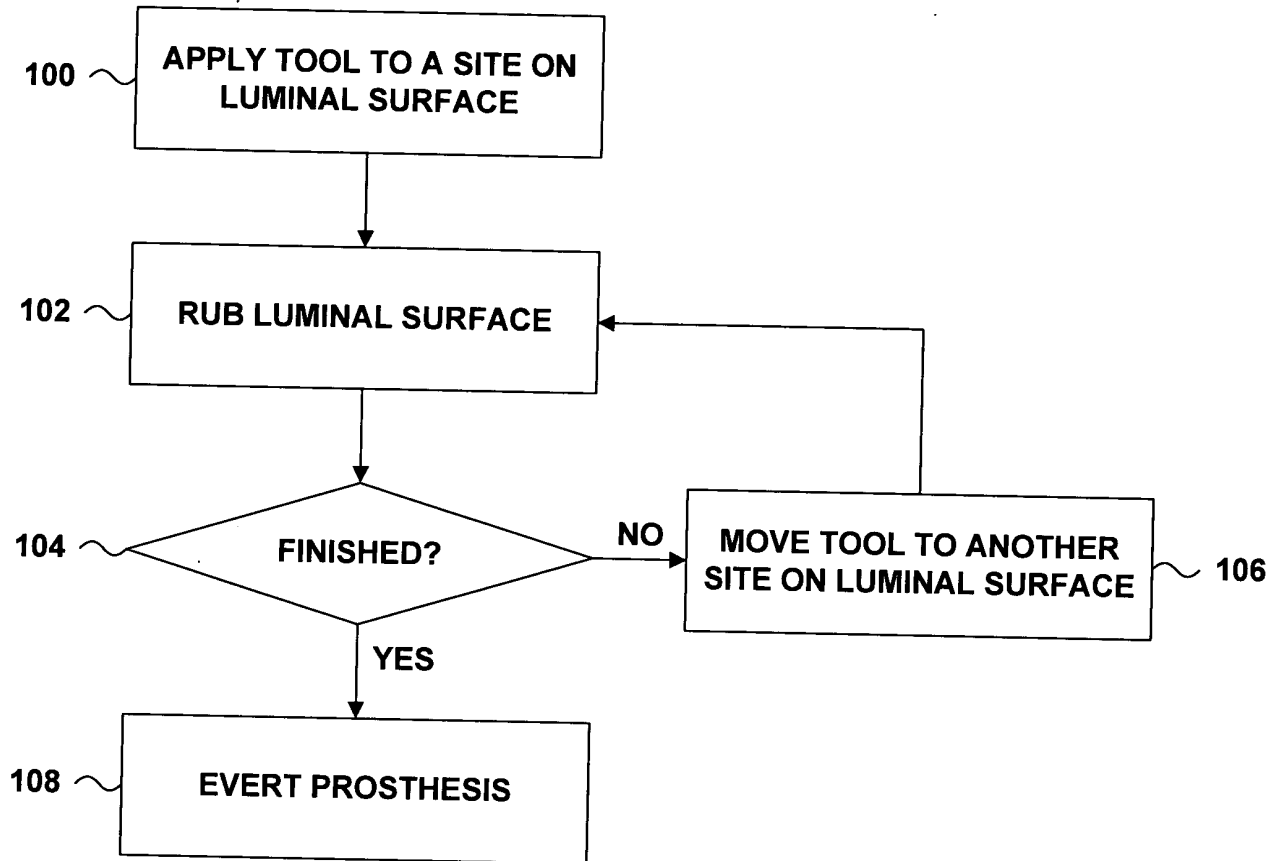 100
APPLY TOOL TO A SITE ON
LUMINAL SURFACE
102
RUB LUMINAL SURFACE
104
FINISHED?
NO
MOVE TOOL TO ANOTHER
SITE ON LUMINAL SURFACE
106
YES
108
EVERT PROSTHESIS